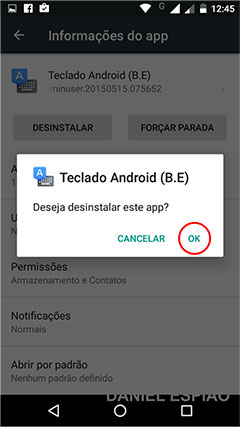 12:45
Informações do app
Teclado Android (B.E)
minuser.20150515.075652
DESINSTALAR FORÇAR PARADA
Teclado Android (B.E)
Deseja desinstalar este app?
CANCELAR OK
Permissões
Armazenamento e Contatos
Notificações
Normais
Abrir por padrão
Nenhum padrão definido
DANIEL ESPIÃO